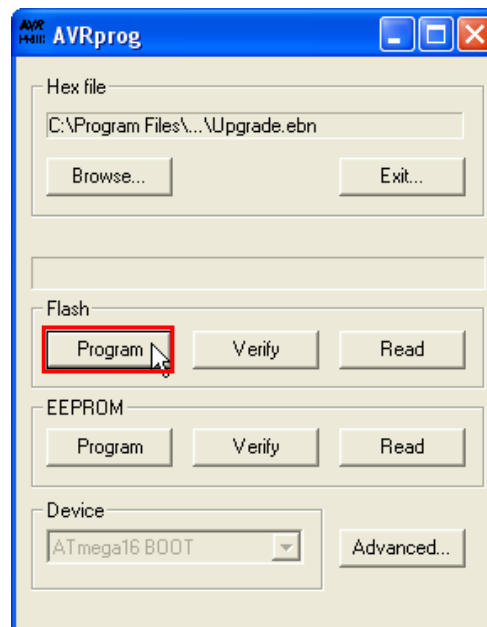 AVR
AVRprog
Hex file
C:\Program Files\...\Upgrade.ebn
Browse... Exit...
Flash
Program Verify Read
EEPROM
Program Verify Read
Device
ATmega16 BOOT Advanced...